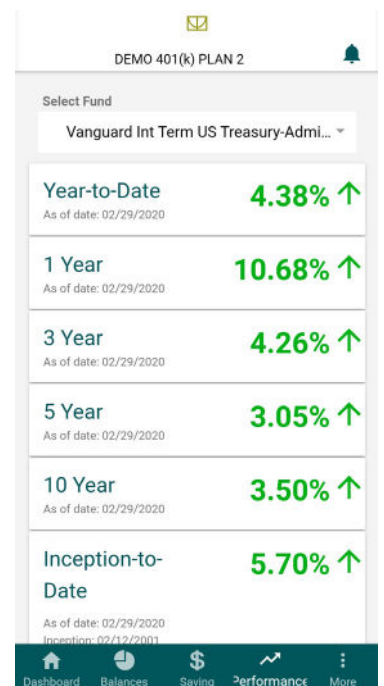 DEMO 401(k) PLAN 2
Select Fund
Vanguard Int Term US Treasury-Admi...
Year-to-Date
4.38%
As of date: 02/29/2020
1 Year
10.68%
As of date: 02/29/2020
3 Year
4.26%
As of date: 02/29/2020
5 Year
3.05%
As of date: 02/29/2020
10 Year
3.50%
As of date: 02/29/2020
Inception-to-
Date
5.70%
As of date: 02/29/2020
Inception: 02/12/2001
Dashboard Balances Saving Performance More